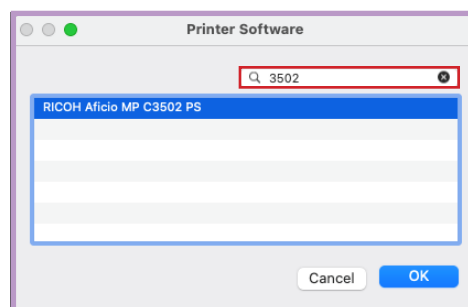 Printer Software
3502
RICOH Aficio MP C3502 PS
Cancel
OK